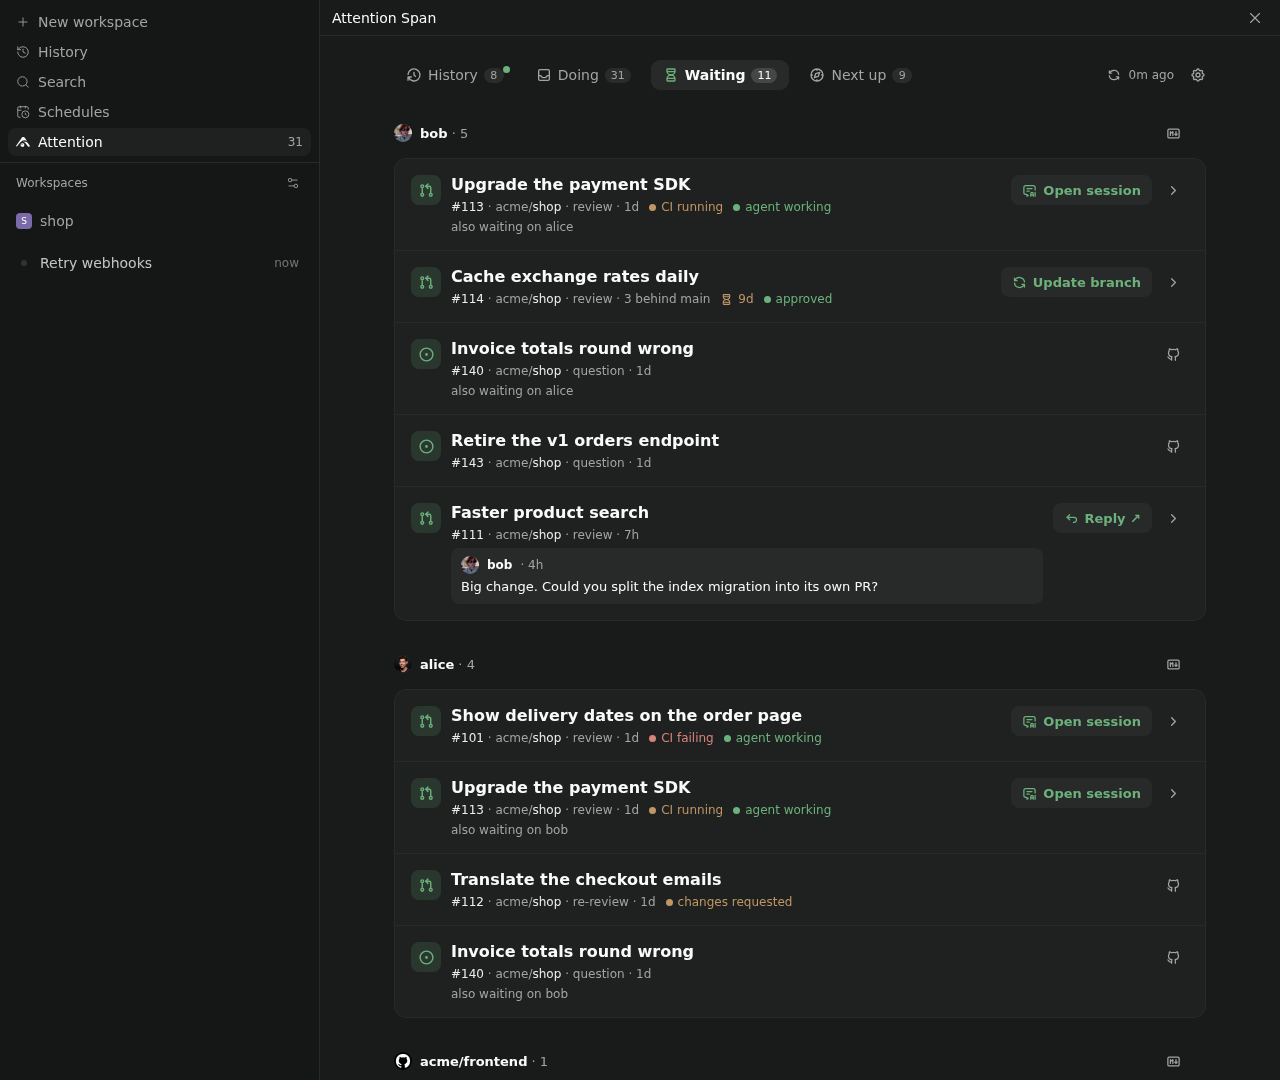 New workspace
History
Search
Schedules
Attention 31
Workspaces
S shop
Retry webhooks now
Attention Span
History 8 Doing 31 Waiting 11 Next up 9 0m ago
bob · 5
Upgrade the payment SDK
#113 · acme/shop · review · 1d CI running agent working
also waiting on alice
Open session
Cache exchange rates daily
#114 · acme/shop · review · 3 behind main 9d approved
Update branch
Invoice totals round wrong
#140 · acme/shop · question · 1d
also waiting on alice
Retire the v1 orders endpoint
#143 · acme/shop · question · 1d
Faster product search
#111 · acme/shop · review · 7h
Reply ↗
bob · 4h
Big change. Could you split the index migration into its own PR?
alice · 4
Show delivery dates on the order page
#101 · acme/shop · review · 1d CI failing agent working
Open session
Upgrade the payment SDK
#113 · acme/shop · review · 1d CI running agent working
also waiting on bob
Open session
Translate the checkout emails
#112 · acme/shop · re-review · 1d changes requested
Invoice totals round wrong
#140 · acme/shop · question · 1d
also waiting on bob
acme/frontend · 1